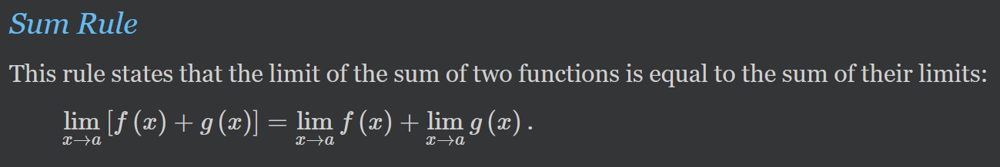 Sum Rule
This rule states that the limit of the sum of two functions is equal to the sum of their limits:
lim [f (x) + g (x)] = lim f (x) + lim g (x) .
x→a x→a x→a